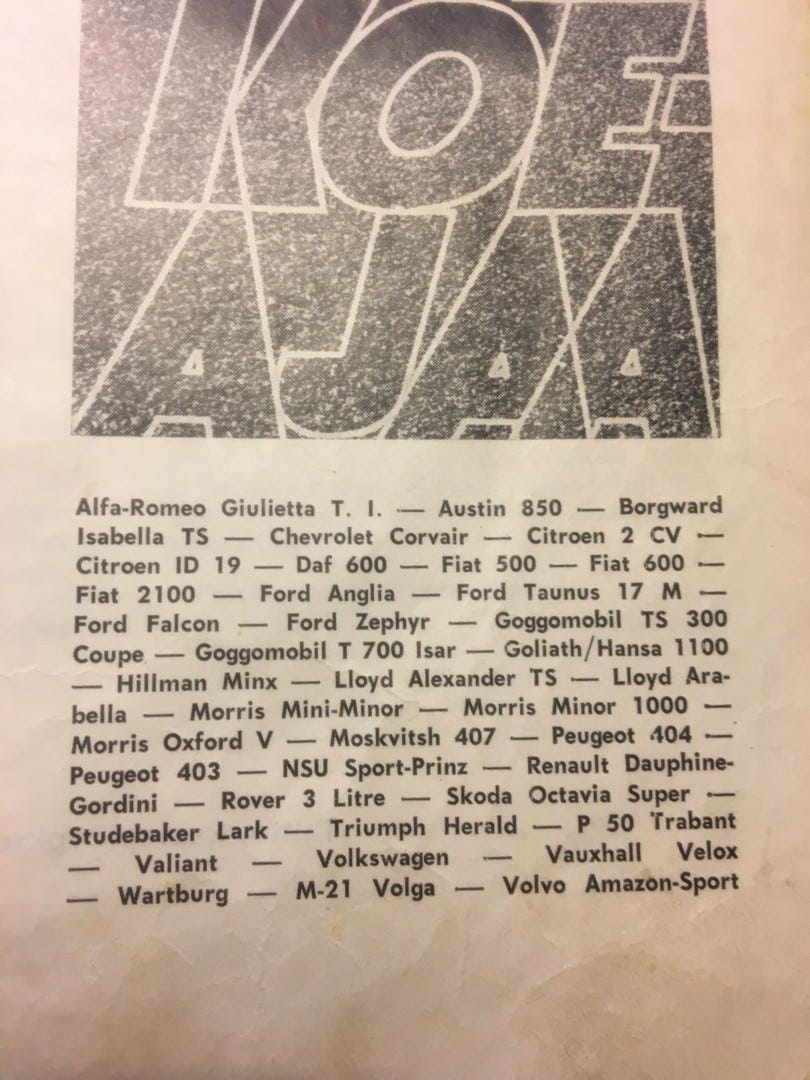 KOE
AJAA
Alfa-Romeo Giulietta T. I. — Austin 850 — Borgward
Isabella TS — Chevrolet Corvair — Citroen 2 CV —
Citroen ID 19 — Daf 600 — Fiat 500 — Fiat 600 —
Fiat 2100 — Ford Anglia — Ford Taunus 17 M —
Ford Falcon — Ford Zephyr — Goggomobil TS 300
Coupe — Goggomobil T 700 Isar — Goliath/Hansa 1100
— Hillman Minx — Lloyd Alexander TS — Lloyd Ara-
bella — Morris Mini-Minor — Morris Minor 1000 —
Morris Oxford V — Moskvitsh 407 — Peugeot 404 —
Peugeot 403 — NSU Sport-Prinz — Renault Dauphine-
Gordini — Rover 3 Litre — Skoda Octavia Super —
Studebaker Lark — Triumph Herald — P 50 Trabant
— Valiant — Volkswagen — Vauxhall Velox
— Wartburg — M-21 Volga — Volvo Amazon-Sport